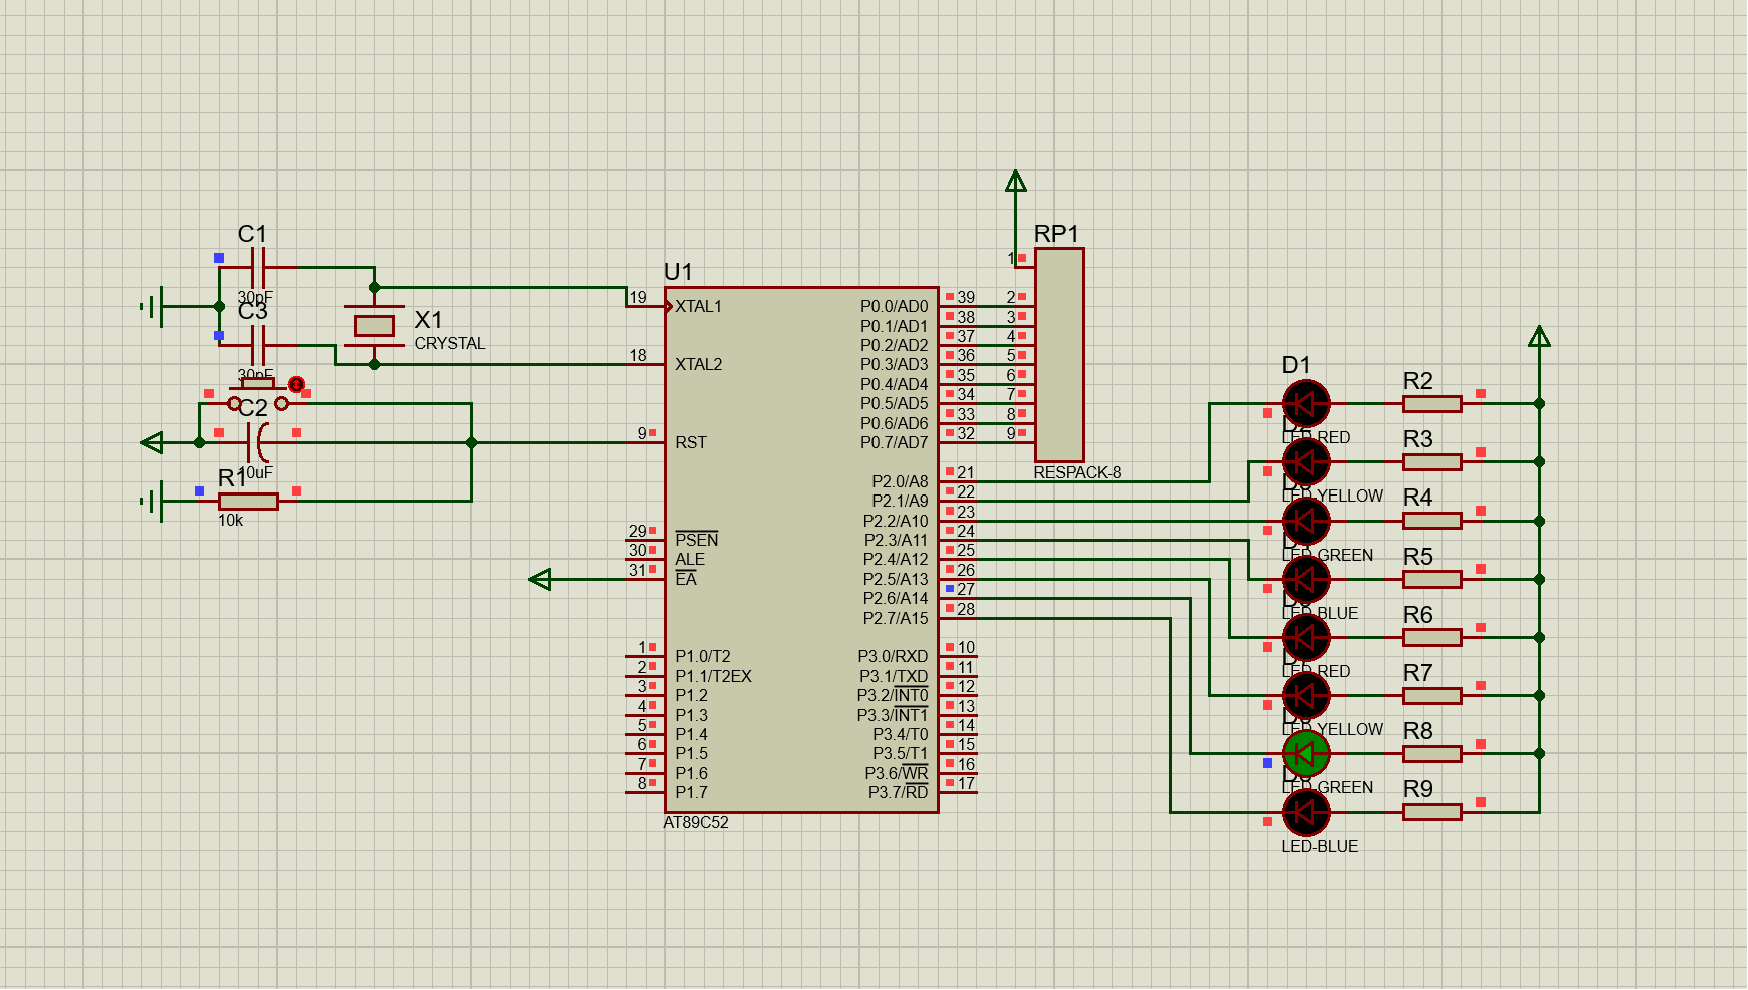 C1
30pF
C3
30pF
X1
CRYSTAL
C2
10uF
R1
10k
U1
19
XTAL1
18
XTAL2
9
RST
29
PSEN
30
ALE
31
EA
1
P1.0/T2
2
P1.1/T2EX
3
P1.2
4
P1.3
5
P1.4
6
P1.5
7
P1.6
8
P1.7
P0.0/AD0
39
P0.1/AD1
38
P0.2/AD2
37
P0.3/AD3
36
P0.4/AD4
35
P0.5/AD5
34
P0.6/AD6
33
P0.7/AD7
32
P2.0/A8
21
P2.1/A9
22
P2.2/A10
23
P2.3/A11
24
P2.4/A12
25
P2.5/A13
26
P2.6/A14
27
P2.7/A15
28
P3.0/RXD
10
P3.1/TXD
11
P3.2/INT0
12
P3.3/INT1
13
P3.4/T0
14
P3.5/T1
15
P3.6/WR
16
P3.7/RD
17
AT89C52
RP1
1
2
3
4
5
6
7
8
9
RESPACK-8
D1
LED-RED
LED-YELLOW
LED-GREEN
LED-BLUE
LED-RED
LED-YELLOW
LED-GREEN
LED-BLUE
R2
R3
R4
R5
R6
R7
R8
R9